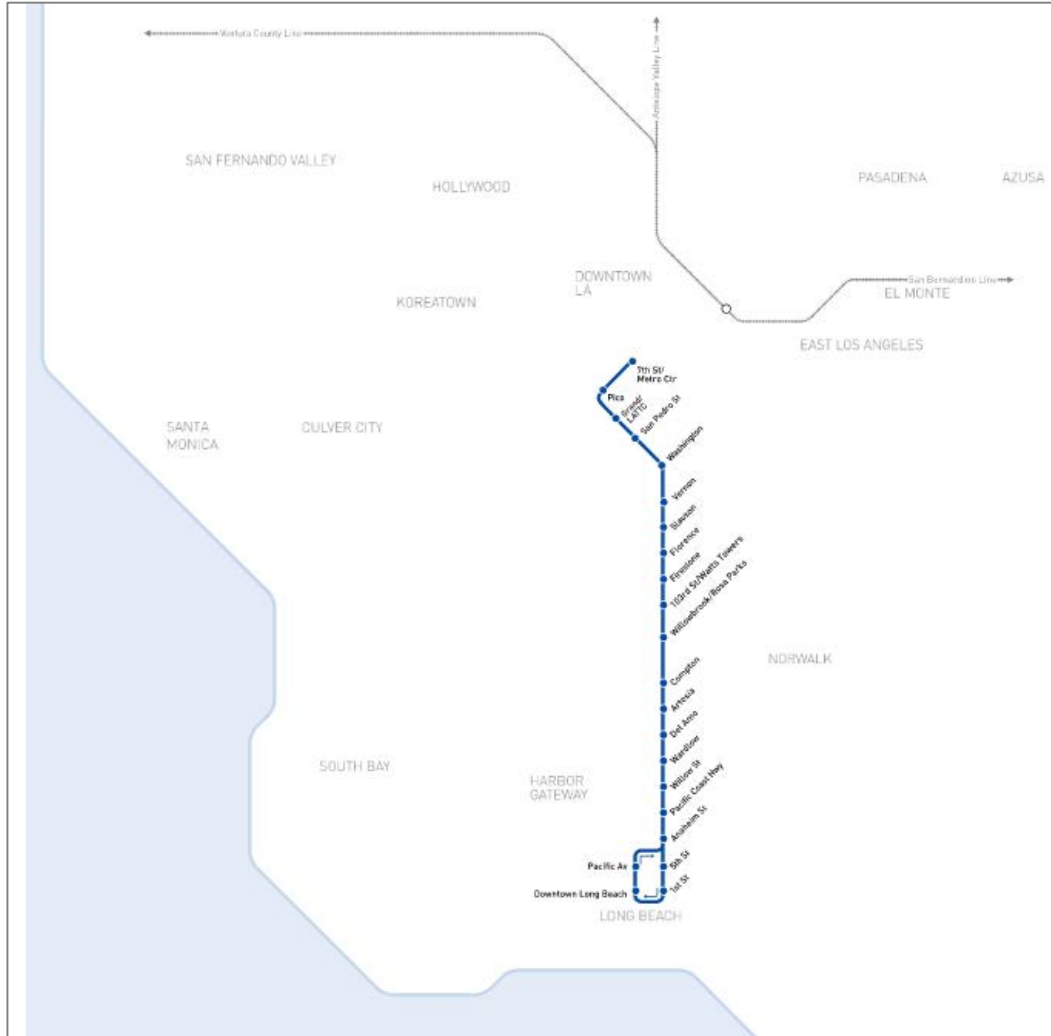 Ventura County Line
Antelope Valley Line
SAN FERNANDO VALLEY
HOLLYWOOD
PASADENA
AZUSA
DOWNTOWN
LA
KOREATOWN
San Bernardino Line
EL MONTE
EAST LOS ANGELES
7th St/
Metro Ctr
Pico
Grand/
LATTC
San Pedro St
SANTA
MONICA
CULVER CITY
Washington
Vernon
Slauson
Florence
Firestone
103rd St/Watts Towers
Willowbrook/Rosa Parks
NORWALK
Compton
Artesia
Del Amo
Wardlow
SOUTH BAY
HARBOR
GATEWAY
Willow St
Pacific Coast Hwy
Anaheim St
Pacific Av
5th St
Downtown Long Beach
1st St
LONG BEACH